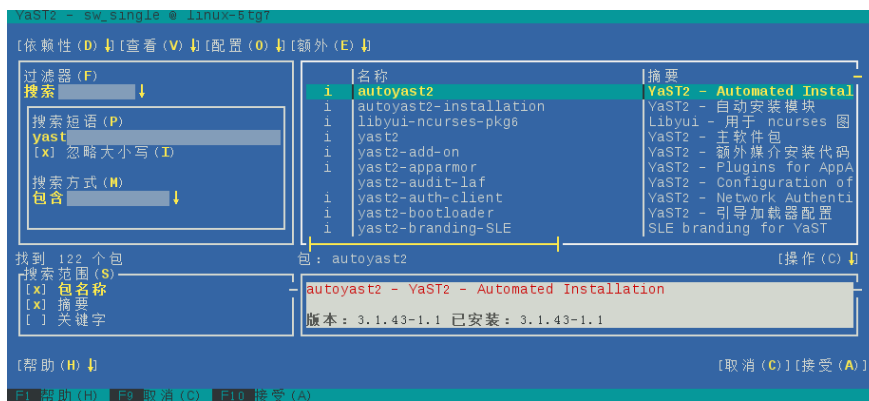 YaST2 - sw_single @ linux-5tg7
[依赖性(D)↓][查看(V)↓][配置(O)↓][额外(E)↓]
过滤器(F)
搜索 ↓
搜索短语(P)
yast
[x] 忽略大小写(I)
搜索方式(M)
包含 ↓
名称 摘要
i autoyast2 YaST2 - Automated Instal
i autoyast2-installation YaST2 - 自动安装模块
i libyui-ncurses-pkg6 Libyui - 用于 ncurses 图
i yast2 YaST2 - 主软件包
i yast2-add-on YaST2 - 额外媒介安装代码
i yast2-apparmor YaST2 - Plugins for AppA
yast2-audit-laf YaST2 - Configuration of
i yast2-auth-client YaST2 - Network Authenti
i yast2-bootloader YaST2 - 引导加载器配置
i yast2-branding-SLE SLE branding for YaST
找到 122 个包
包: autoyast2 [操作(C)↓]
搜索范围(S)
[x] 包名称
[x] 摘要
[ ] 关键字
autoyast2 - YaST2 - Automated Installation
版本: 3.1.43-1.1 已安装: 3.1.43-1.1
[帮助(H)↓] [取消(C)][接受(A)]
F1 帮助(H) F9 取消(C) F10 接受(A)